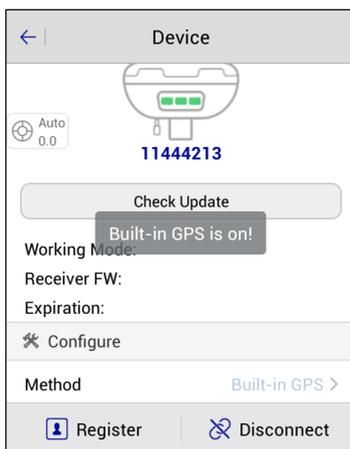 Device
Auto
0.0
11444213
Check Update
Built-in GPS is on!
Working Mode:
Receiver FW:
Expiration:
Configure
Method Built-in GPS >
Register Disconnect